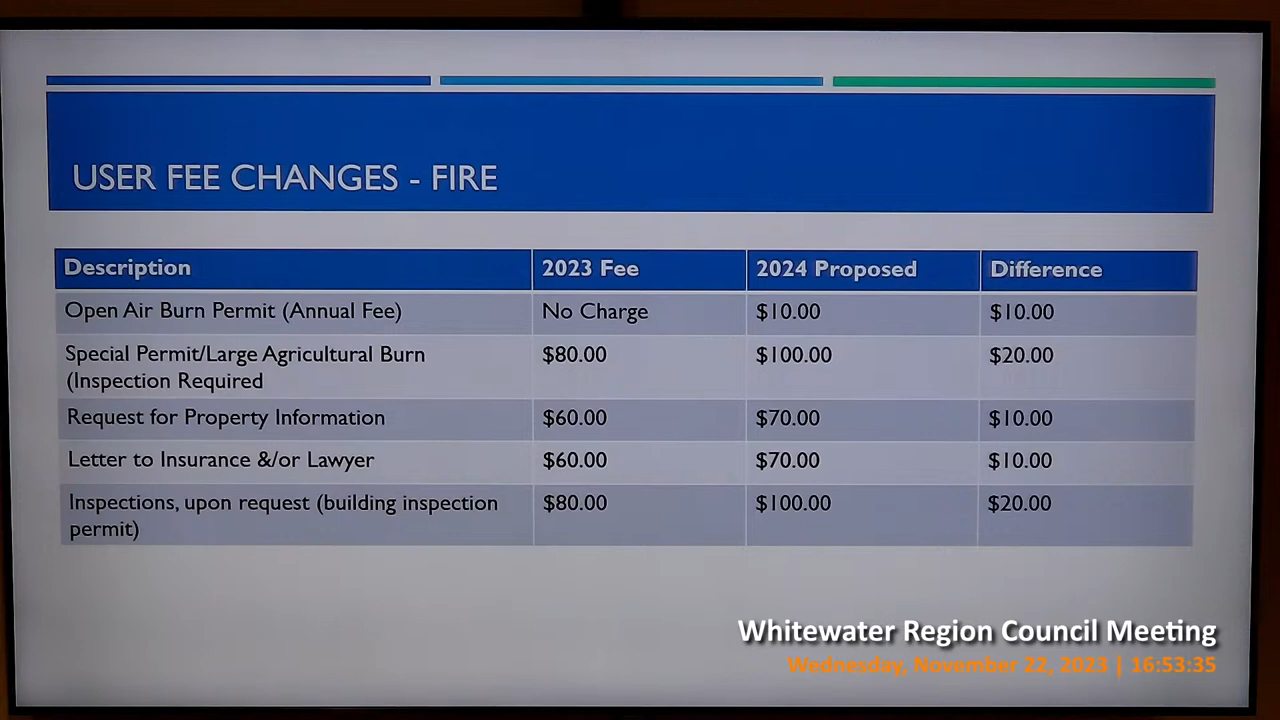 USER FEE CHANGES - FIRE
Description 2023 Fee 2024 Proposed Difference
Open Air Burn Permit (Annual Fee) No Charge $10.00 $10.00
Special Permit/Large Agricultural Burn $80.00 $100.00 $20.00
(Inspection Required
Request for Property Information $60.00 $70.00 $10.00
Letter to Insurance &/or Lawyer $60.00 $70.00 $10.00
Inspections, upon request (building inspection $80.00 $100.00 $20.00
permit)
Whitewater Region Council Meeting
Wednesday, November 22, 2023 | 16:53:35